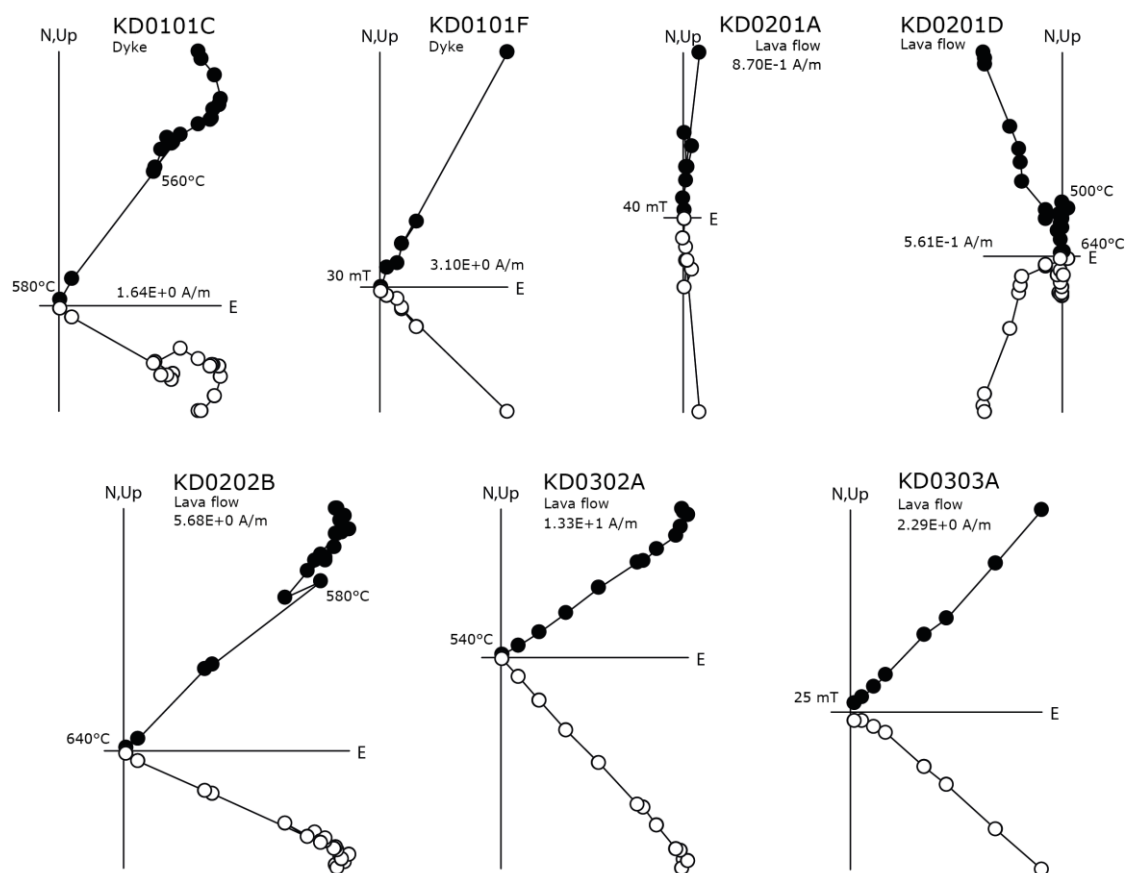 KD0101C
Dyke
N,Up
560°C
580°C
1.64E+0 A/m
E
KD0101F
Dyke
N,Up
30 mT
3.10E+0 A/m
E
KD0201A
Lava flow
8.70E-1 A/m
N,Up
40 mT
E
KD0201D
Lava flow
N,Up
500°C
5.61E-1 A/m
640°C
E
KD0202B
Lava flow
5.68E+0 A/m
N,Up
580°C
640°C
E
KD0302A
Lava flow
1.33E+1 A/m
N,Up
540°C
E
KD0303A
Lava flow
2.29E+0 A/m
N,Up
25 mT
E